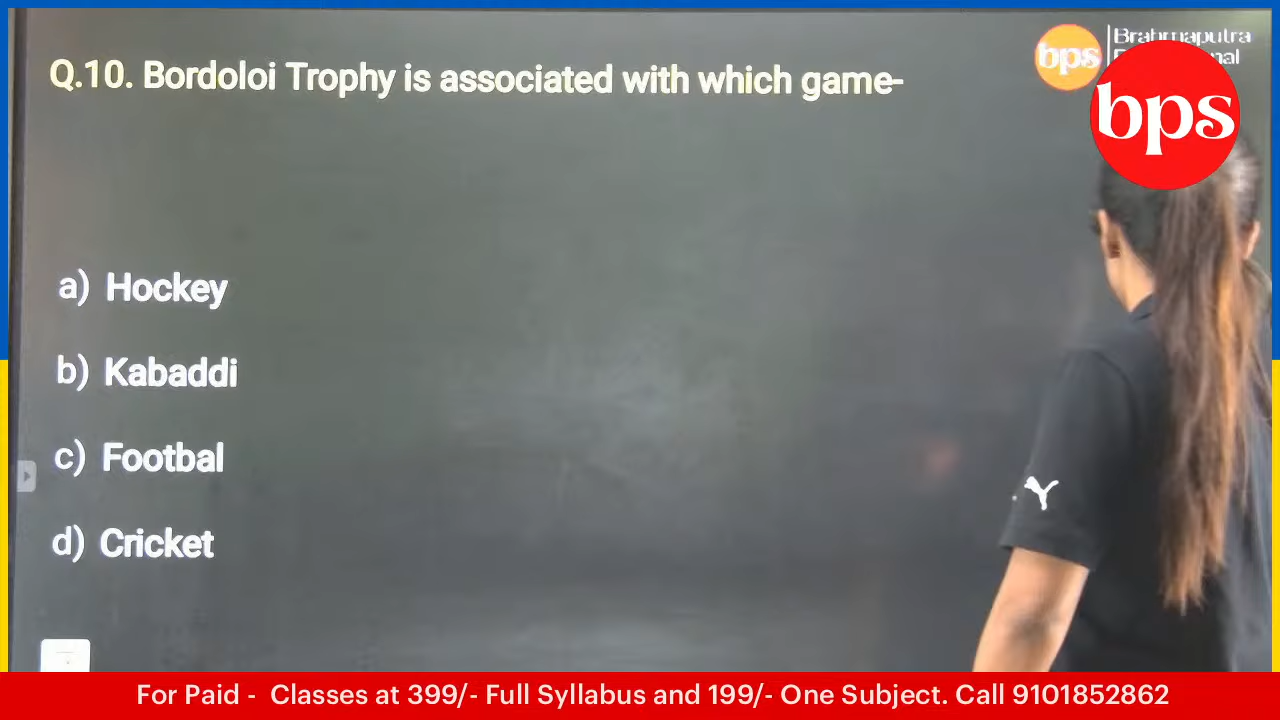 Q.10. Bordoloi Trophy is associated with which game-
bps
Brahmaputra
bps
a) Hockey
b) Kabaddi
c) Footbal
d) Cricket
For Paid - Classes at 399/- Full Syllabus and 199/- One Subject. Call 9101852862